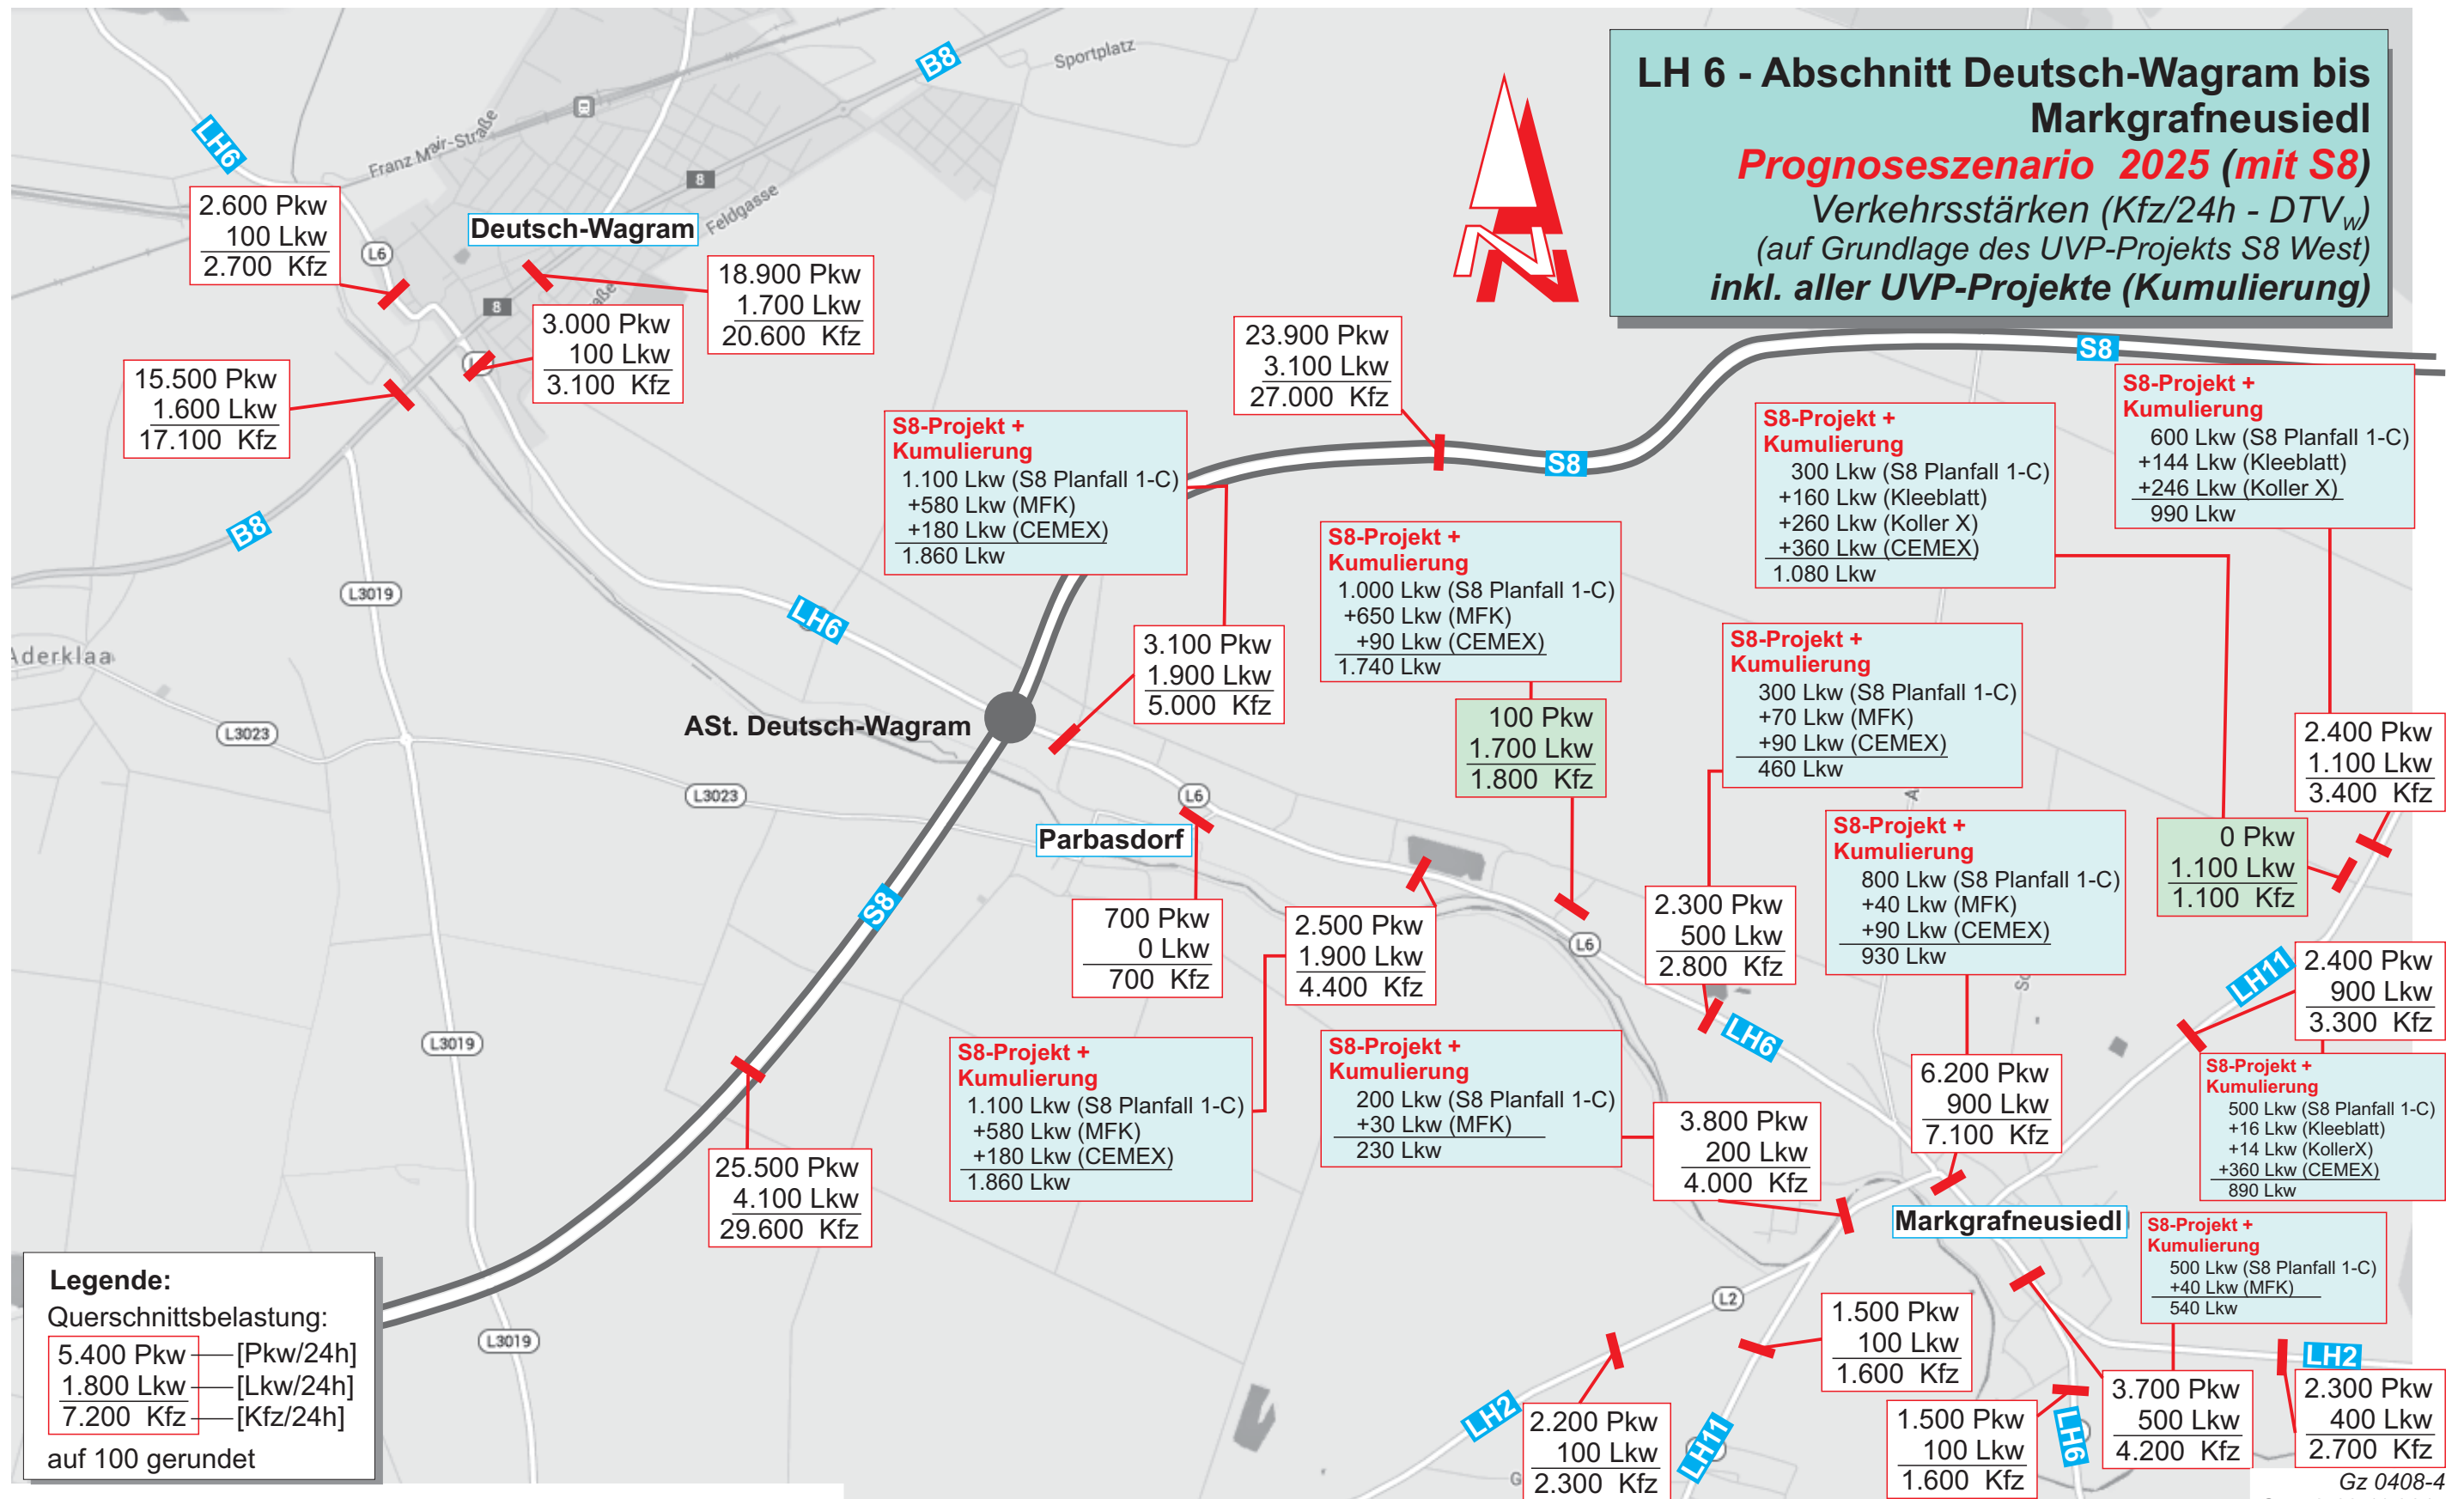 LH 6 - Abschnitt Deutsch-Wagram bis
Markgrafneusiedl
Prognoseszenario 2025 (mit S8)
Verkehrsstärken (Kfz/24h - DTVw)
(auf Grundlage des UVP-Projekts S8 West)
inkl. aller UVP-Projekte (Kumulierung)
B8
Sportplatz
LH6
Franz Mair-Straße
8
Feldgasse
2.600 Pkw
100 Lkw
2.700 Kfz
L6
Deutsch-Wagram
8
18.900 Pkw
1.700 Lkw
20.600 Kfz
3.000 Pkw
100 Lkw
3.100 Kfz
15.500 Pkw
1.600 Lkw
17.100 Kfz
23.900 Pkw
3.100 Lkw
27.000 Kfz
S8
S8
S8-Projekt +
Kumulierung
1.100 Lkw (S8 Planfall 1-C)
+580 Lkw (MFK)
+180 Lkw (CEMEX)
1.860 Lkw
S8-Projekt +
Kumulierung
300 Lkw (S8 Planfall 1-C)
+160 Lkw (Kleeblatt)
+260 Lkw (Koller X)
+360 Lkw (CEMEX)
1.080 Lkw
S8-Projekt +
Kumulierung
600 Lkw (S8 Planfall 1-C)
+144 Lkw (Kleeblatt)
+246 Lkw (Koller X)
990 Lkw
S8-Projekt +
Kumulierung
1.000 Lkw (S8 Planfall 1-C)
+650 Lkw (MFK)
+90 Lkw (CEMEX)
1.740 Lkw
B8
L3019
LH6
Aderklaa
3.100 Pkw
1.900 Lkw
5.000 Kfz
S8-Projekt +
Kumulierung
300 Lkw (S8 Planfall 1-C)
+70 Lkw (MFK)
+90 Lkw (CEMEX)
460 Lkw
ASt. Deutsch-Wagram
L3023
L3023
100 Pkw
1.700 Lkw
1.800 Kfz
2.400 Pkw
1.100 Lkw
3.400 Kfz
L6
Parbasdorf
S8-Projekt +
Kumulierung
800 Lkw (S8 Planfall 1-C)
+40 Lkw (MFK)
+90 Lkw (CEMEX)
930 Lkw
0 Pkw
1.100 Lkw
1.100 Kfz
S8
700 Pkw
0 Lkw
700 Kfz
2.500 Pkw
1.900 Lkw
4.400 Kfz
2.300 Pkw
500 Lkw
2.800 Kfz
L6
LH11
2.400 Pkw
900 Lkw
3.300 Kfz
L3019
LH6
S8-Projekt +
Kumulierung
1.100 Lkw (S8 Planfall 1-C)
+580 Lkw (MFK)
+180 Lkw (CEMEX)
1.860 Lkw
S8-Projekt +
Kumulierung
200 Lkw (S8 Planfall 1-C)
+30 Lkw (MFK)
230 Lkw
6.200 Pkw
900 Lkw
7.100 Kfz
S8-Projekt +
Kumulierung
500 Lkw (S8 Planfall 1-C)
+16 Lkw (Kleeblatt)
+14 Lkw (KollerX)
+360 Lkw (CEMEX)
890 Lkw
3.800 Pkw
200 Lkw
4.000 Kfz
25.500 Pkw
4.100 Lkw
29.600 Kfz
Markgrafneusiedl
S8-Projekt +
Kumulierung
500 Lkw (S8 Planfall 1-C)
+40 Lkw (MFK)
540 Lkw
Legende:
Querschnittsbelastung:
5.400 Pkw [Pkw/24h]
1.800 Lkw [Lkw/24h]
7.200 Kfz [Kfz/24h]
auf 100 gerundet
L3019
L2
1.500 Pkw
100 Lkw
1.600 Kfz
LH2
LH2
2.200 Pkw
100 Lkw
2.300 Kfz
LH11
1.500 Pkw
100 Lkw
1.600 Kfz
LH6
3.700 Pkw
500 Lkw
4.200 Kfz
2.300 Pkw
400 Lkw
2.700 Kfz
Gz 0408-4